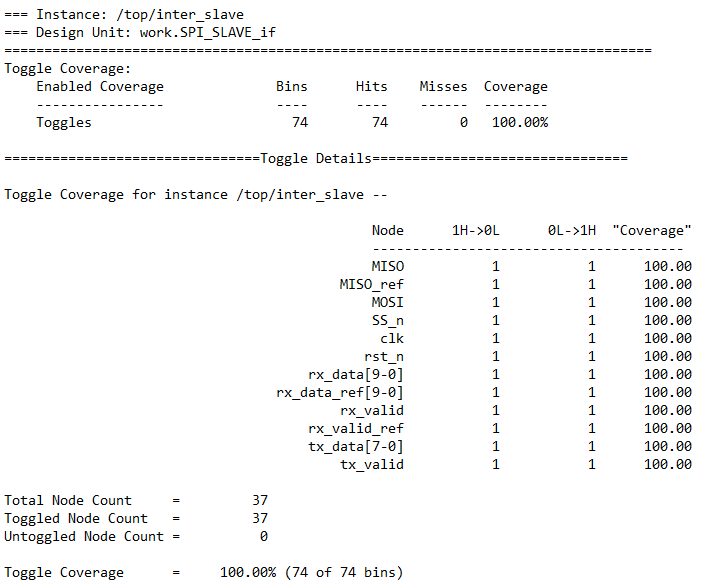 === Instance: /top/inter_slave
=== Design Unit: work.SPI_SLAVE_if
=================================================================================
Toggle Coverage:
    Enabled Coverage              Bins      Hits    Misses  Coverage
    ----------------              ----      ----    ------  --------
    Toggles                         74        74         0   100.00%
================================Toggle Details================================
Toggle Coverage for instance /top/inter_slave --
                                              Node      1H->0L      0L->1H  "Coverage"
                                              ---------------------------------------
                                              MISO           1           1      100.00
                                          MISO_ref           1           1      100.00
                                              MOSI           1           1      100.00
                                              SS_n           1           1      100.00
                                               clk           1           1      100.00
                                             rst_n           1           1      100.00
                                      rx_data[9-0]           1           1      100.00
                                  rx_data_ref[9-0]           1           1      100.00
                                          rx_valid           1           1      100.00
                                      rx_valid_ref           1           1      100.00
                                      tx_data[7-0]           1           1      100.00
                                          tx_valid           1           1      100.00
Total Node Count     =         37
Toggled Node Count   =         37
Untoggled Node Count =          0
Toggle Coverage      =     100.00% (74 of 74 bins)